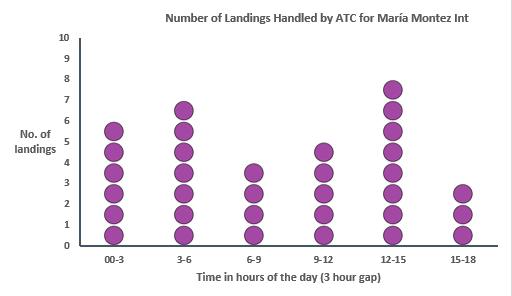 Number of Landings Handled by ATC for María Montez Int
10
9
8
7
6
5
4
3
2
1
0
No. of
landings
00-3 3-6 6-9 9-12 12-15 15-18
Time in hours of the day (3 hour gap)